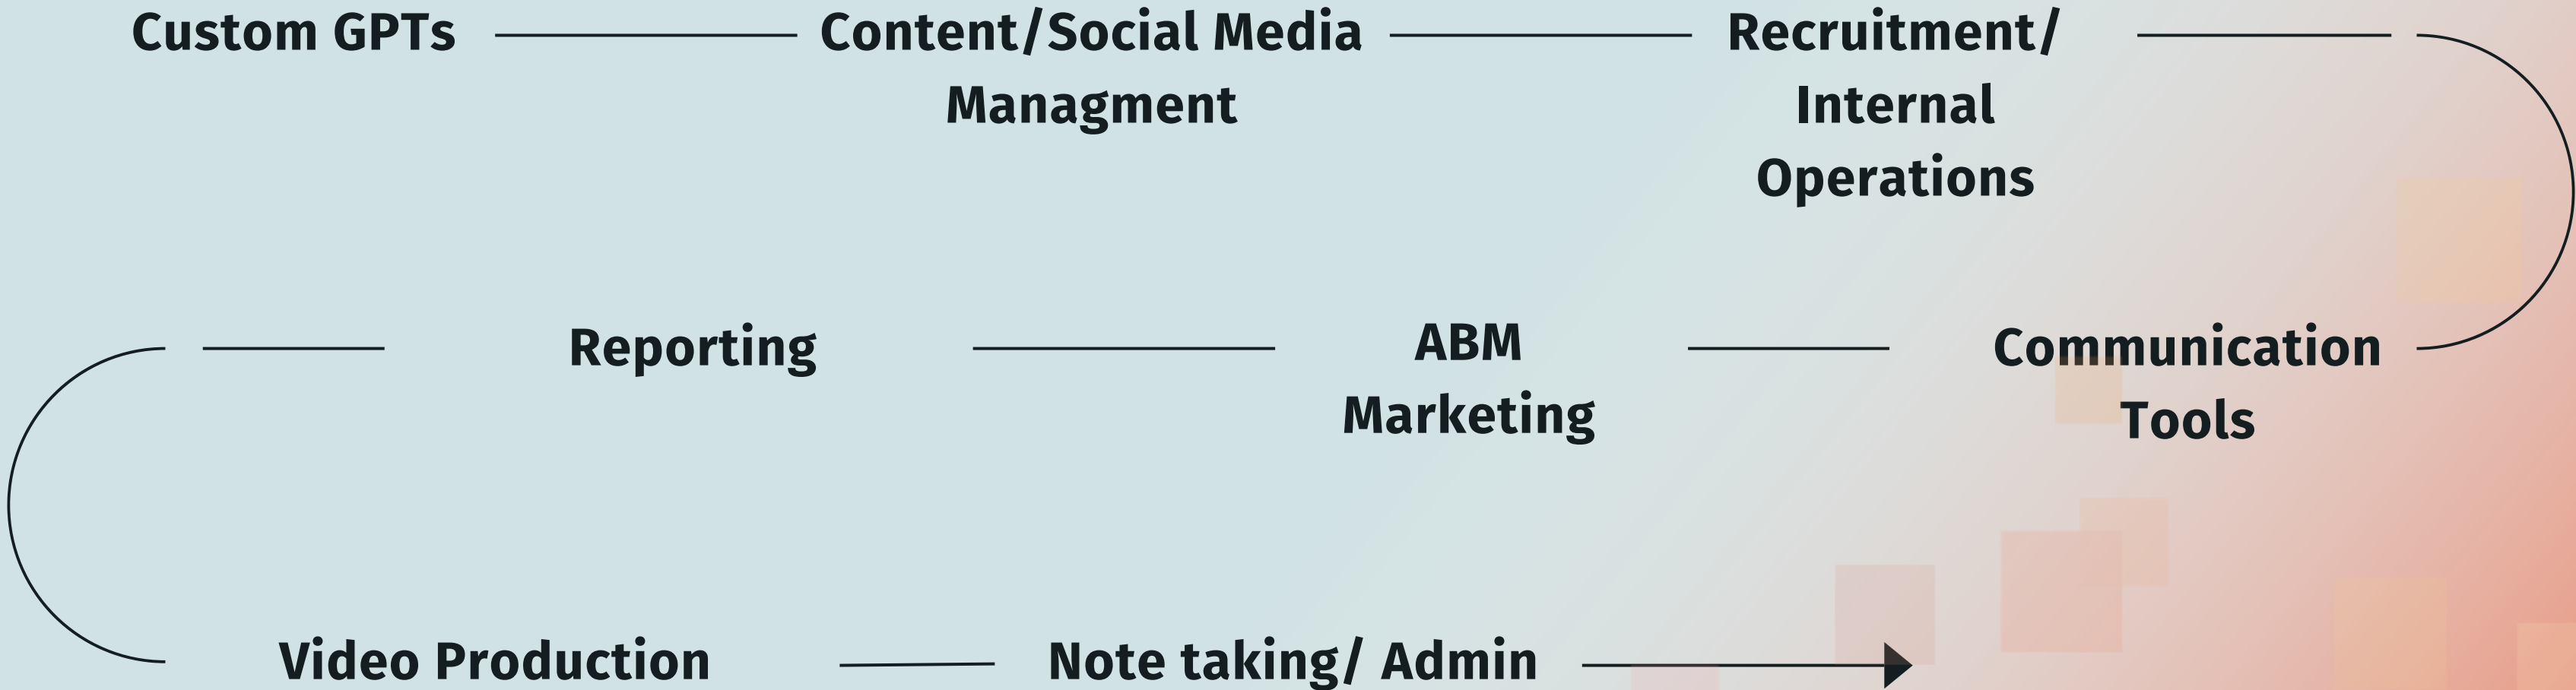 Custom GPTs
Content/Social Media
Managment
Recruitment/
Internal
Operations
Communication
Tools
ABM
Marketing
Reporting
Video Production
Note taking/ Admin